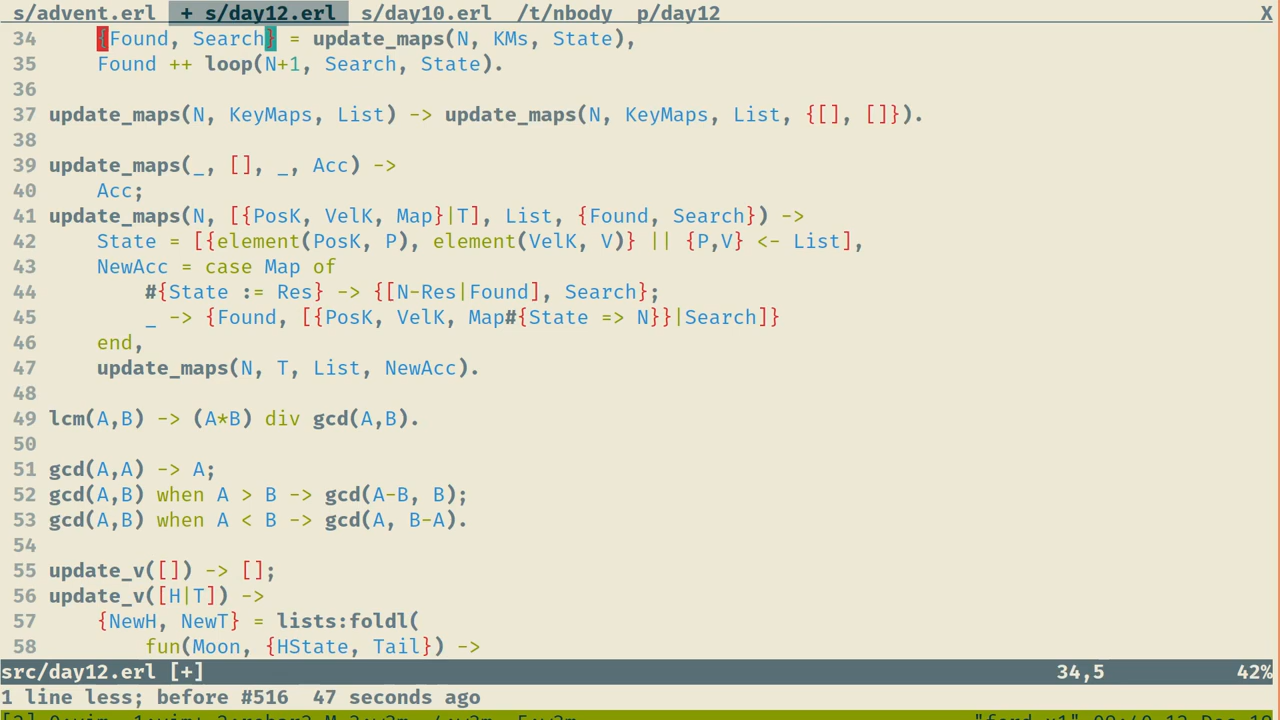 s/advent.erl + s/day12.erl s/day10.erl /t/nbody p/day12 X
34 {Found, Search} = update_maps(N, KMs, State),
35 Found ++ loop(N+1, Search, State).
36
37 update_maps(N, KeyMaps, List) -> update_maps(N, KeyMaps, List, {[], []}).
38
39 update_maps(_, [], _, Acc) ->
40 Acc;
41 update_maps(N, [{PosK, VelK, Map}|T], List, {Found, Search}) ->
42 State = [{element(PosK, P), element(VelK, V)} || {P,V} <- List],
43 NewAcc = case Map of
44 #{State := Res} -> {[N-Res|Found], Search};
45 _ -> {Found, [{PosK, VelK, Map#{State => N}}|Search]}
46 end,
47 update_maps(N, T, List, NewAcc).
48
49 lcm(A,B) -> (A*B) div gcd(A,B).
50
51 gcd(A,A) -> A;
52 gcd(A,B) when A > B -> gcd(A-B, B);
53 gcd(A,B) when A < B -> gcd(A, B-A).
54
55 update_v([]) -> [];
56 update_v([H|T]) ->
57 {NewH, NewT} = lists:foldl(
58 fun(Moon, {HState, Tail}) ->
src/day12.erl [+] 34,5 42%
1 line less; before #516 47 seconds ago